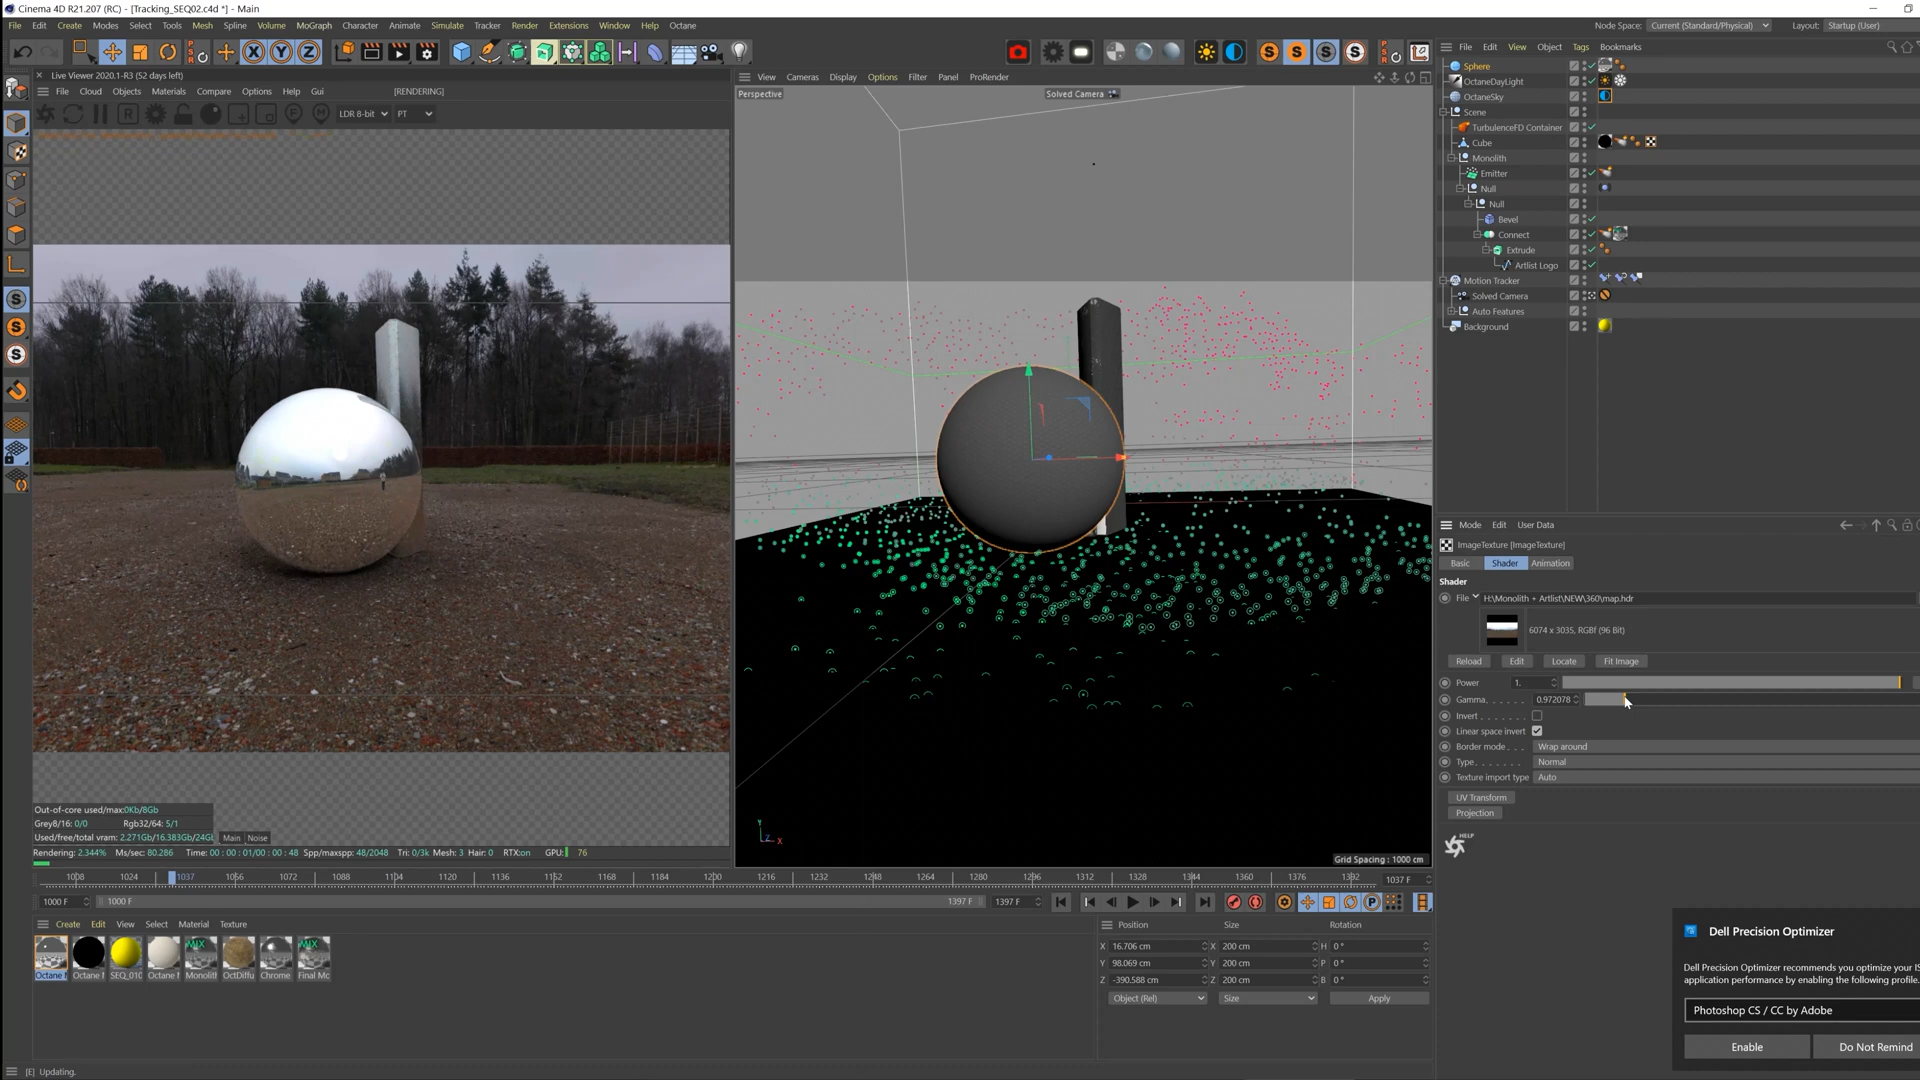 Cinema 4D R21.207 (RC) - [Tracking_SEQ02.c4d *] - Main
File Edit Create Modes Select Tools Mesh Spline Volume MoGraph Character Animate Simulate Tracker Render Extensions Window Help Octane
Node Space: Current (Standard/Physical) Layout: Startup (User)
Live Viewer 2020.1-R3 (52 days left)
File Cloud Objects Materials Compare Options Help Gui [RENDERING]
LDR 8-bit PT
View Cameras Display Options Filter Panel ProRender
Perspective
Solved Camera
File Edit View Object Tags Bookmarks
Sphere
OctaneDayLight
OctaneSky
Scene
TurbulenceFD Container
Cube
Monolith
Emitter
Null
Null
Bevel
Connect
Extrude
Artlist Logo
Motion Tracker
Solved Camera
Auto Features
Background
Mode Edit User Data
ImageTexture [ImageTexture]
Basic Shader Animation
Shader
File H:\Monolith + Artlist\NEW\360\map.hdr
6074 x 3035, RGBf (96 Bit)
Reload Edit Locate Fit Image
Power 1.
Gamma. . . . . . 0.972078
Invert . . . . . . .
Linear space invert
Border mode . . . Wrap around
Type. . . . . . . . Normal
Texture import type Auto
UV Transform
Projection
HELP
Out-of-core used/max:0Kb/8Gb
Grey8/16: 0/0 Rgb32/64: 5/1
Used/free/total vram: 2.271Gb/16.383Gb/24Gb Main Noise
Rendering: 2.344% Ms/sec: 80.286 Time: 00 : 00 : 01/00 : 00 : 48 Spp/maxspp: 48/2048 Tri: 0/3k Mesh: 3 Hair: 0 RTX:on GPU: 76
Y
Z X
Grid Spacing : 1000 cm
1008 1024 1037 1056 1072 1088 1104 1120 1136 1152 1168 1184 1200 1216 1232 1248 1264 1280 1296 1312 1328 1344 1360 1376 1392 1037 F
1000 F 1000 F 1397 F 1397 F
Create Edit View Select Material Texture
MIX MIX
Octane M Octane M SEQ_010 Octane M Monolit OctDiffu Chrome Final Mc
Position Size Rotation
X 16.706 cm X 200 cm H 0 °
Y 98.069 cm Y 200 cm P 0 °
Z -390.588 cm Z 200 cm B 0 °
Object (Rel) Size Apply
Dell Precision Optimizer
Dell Precision Optimizer recommends you optimize your IS
application performance by enabling the following profile.
Photoshop CS / CC by Adobe
Enable Do Not Remind
[E] Updating.